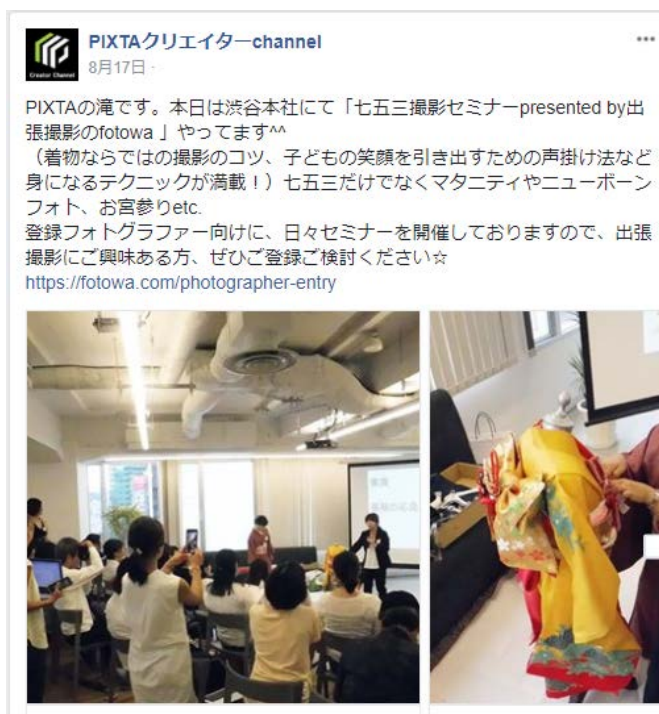 PIXTAクリエイターchannel
8月17日 ·
PIXTAの滝です。本日は渋谷本社にて「七五三撮影セミナーpresented by出
張撮影のfotowa 」やってます^^
（着物ならではの撮影のコツ、子どもの笑顔を引き出すための声掛け法など
身になるテクニックが満載！）七五三だけでなくマタニティやニューボーン
フォト、お宮参りetc.
登録フォトグラファー向けに、日々セミナーを開催しておりますので、出張
撮影にご興味ある方、ぜひご登録ご検討ください☆
https://fotowa.com/photographer-entry
Creator Channel